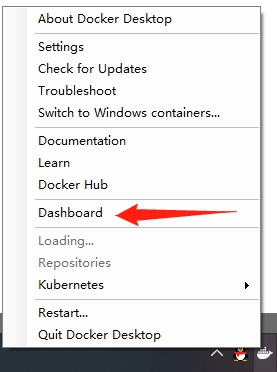 About Docker Desktop
Settings
Check for Updates
Troubleshoot
Switch to Windows containers...
Documentation
Learn
Docker Hub
Dashboard
Loading...
Repositories
Kubernetes
Restart...
Quit Docker Desktop